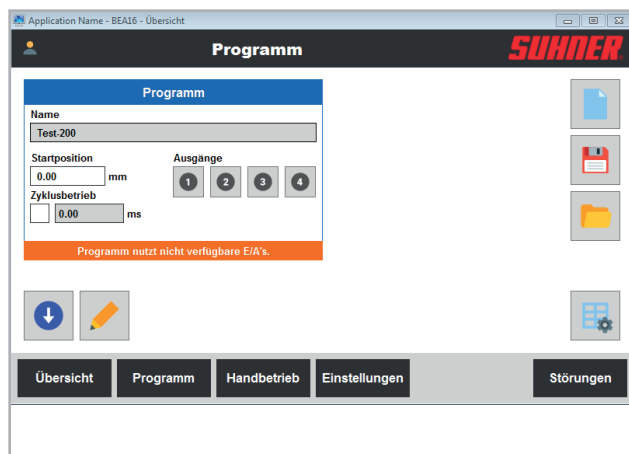 Application Name - BEA16 - Übersicht
Programm
SUHNER
Programm
Name
Test-200
Startposition
Ausgänge
0.00 mm
1 2 3 4
Zyklusbetrieb
0.00 ms
Programm nutzt nicht verfügbare E/A's.
Übersicht Programm Handbetrieb Einstellungen Störungen